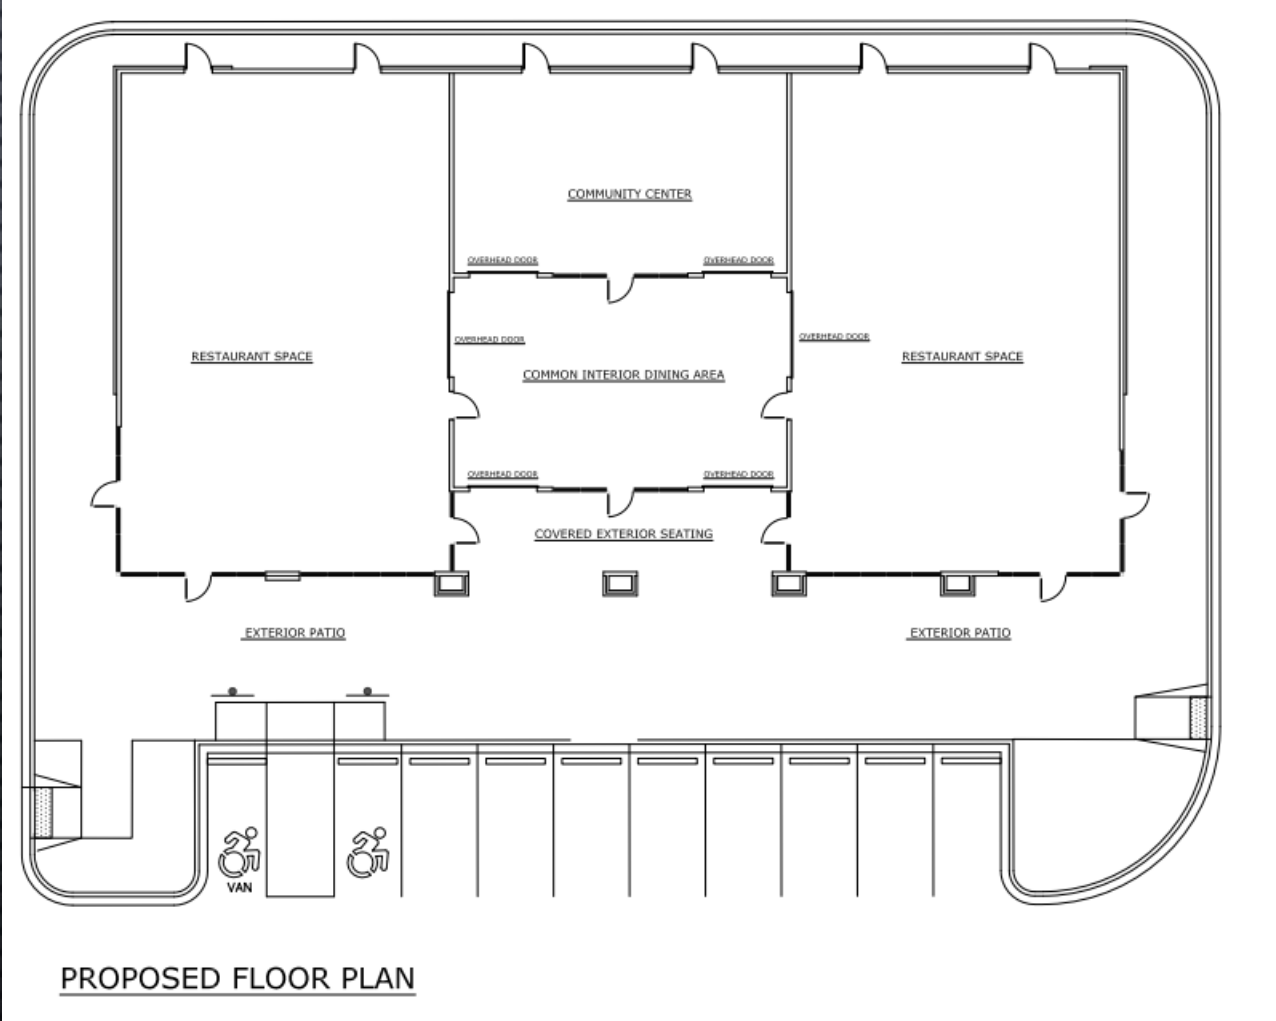 COMMUNITY CENTER
OVERHEAD DOOR
OVERHEAD DOOR
OVERHEAD DOOR
OVERHEAD DOOR
RESTAURANT SPACE
RESTAURANT SPACE
COMMON INTERIOR DINING AREA
OVERHEAD DOOR
OVERHEAD DOOR
COVERED EXTERIOR SEATING
EXTERIOR PATIO
EXTERIOR PATIO
VAN
PROPOSED FLOOR PLAN